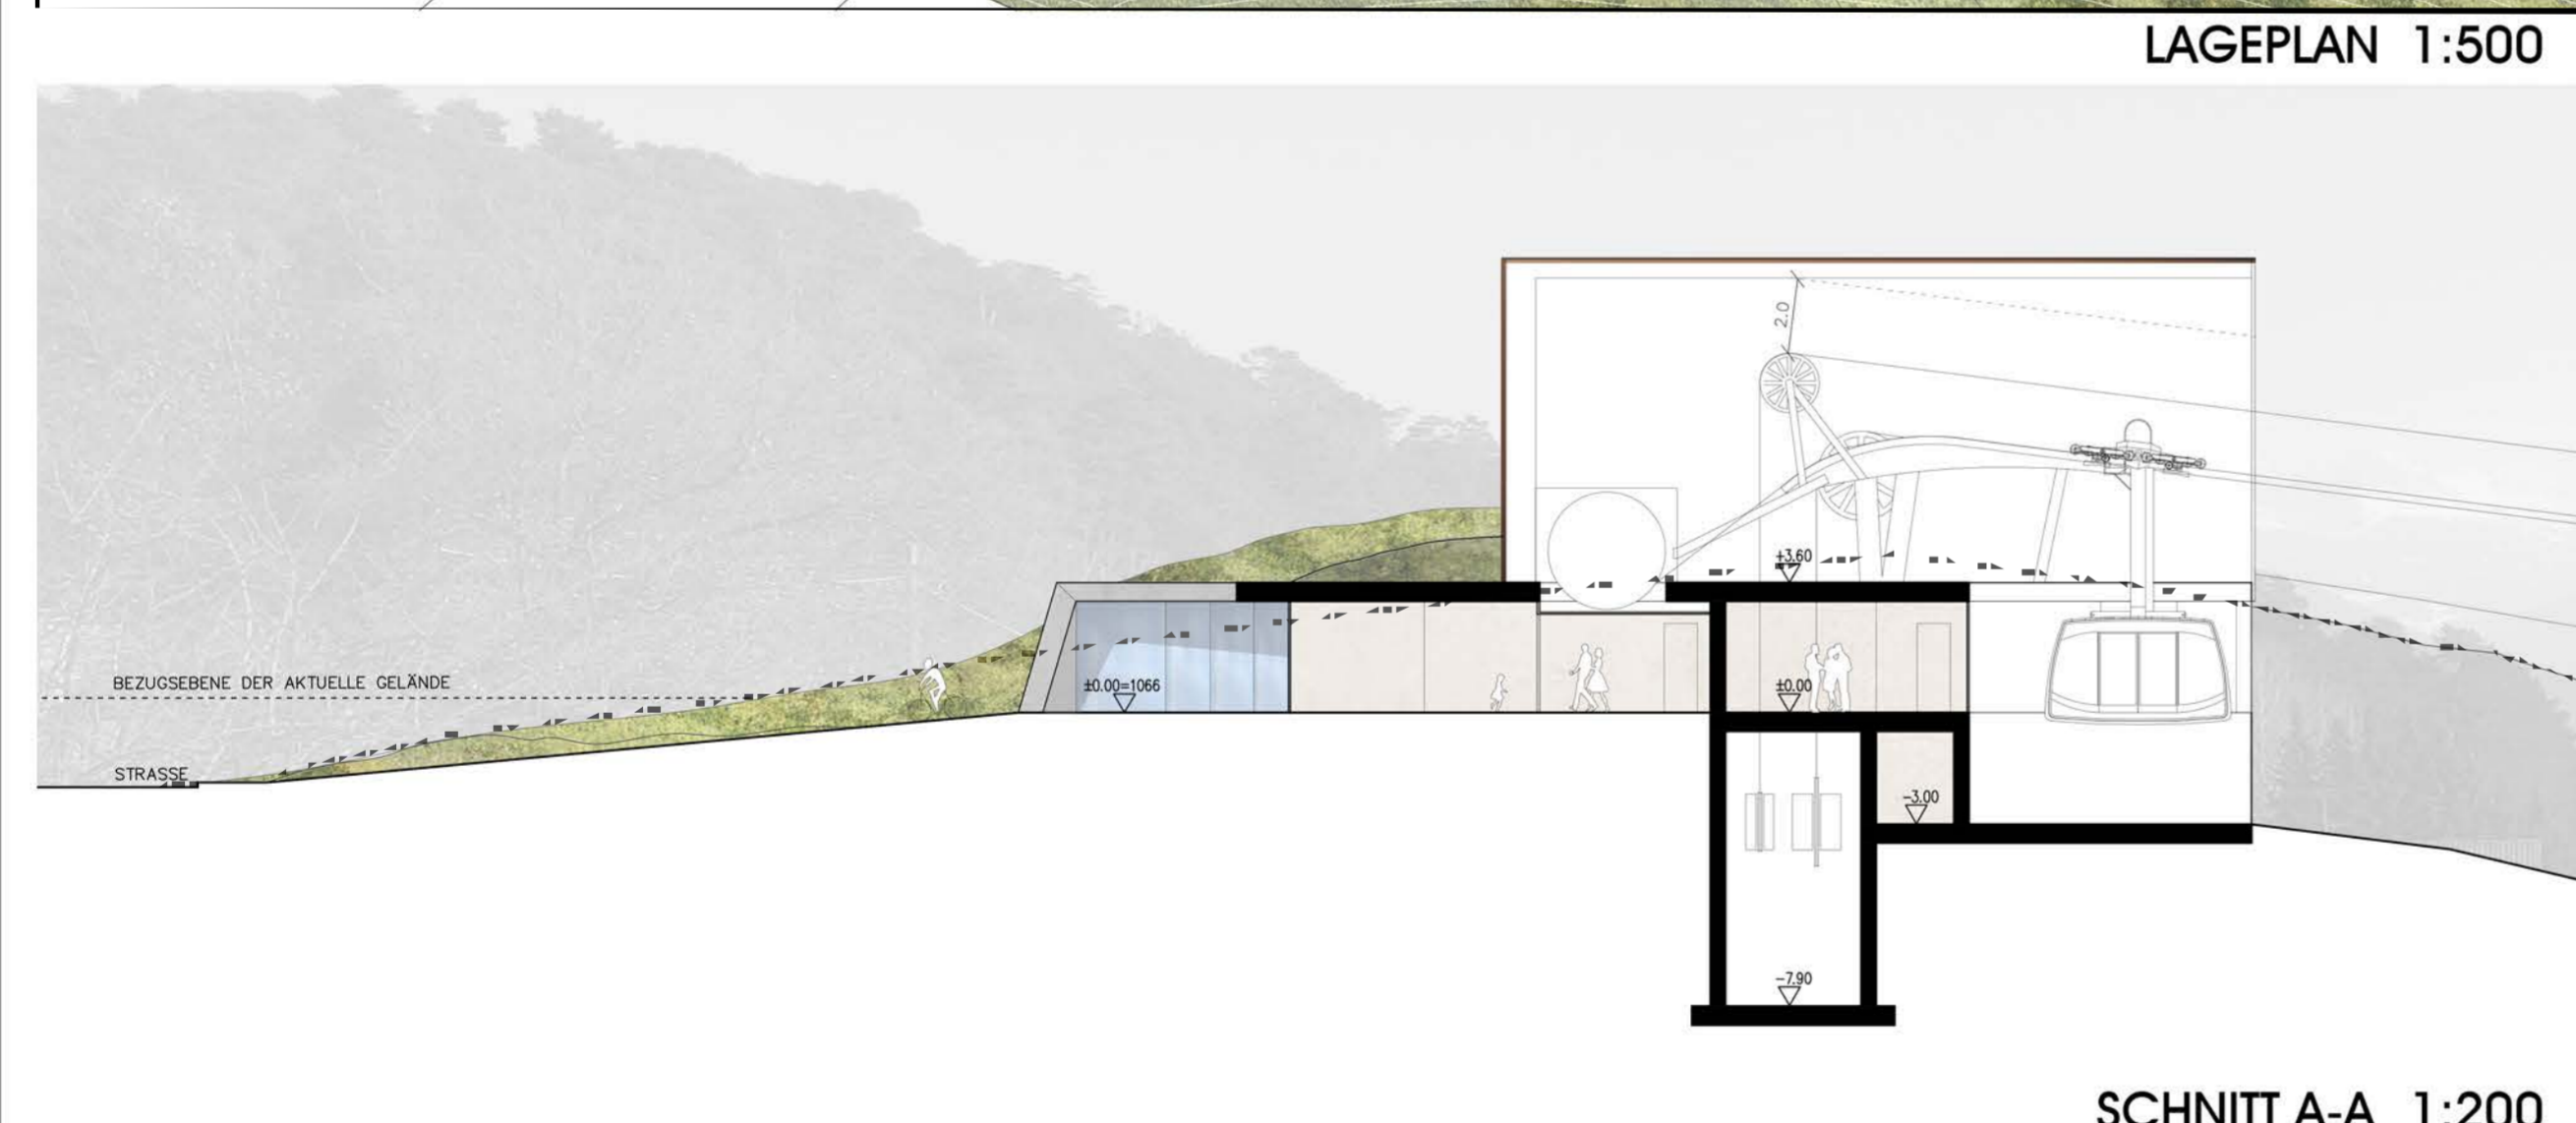 LAGEPLAN 1:500
2.0
+3.60
BEZUGSEBENE DER AKTUELLE GELÄNDE
±0.00=1066
±0.00
STRASSE
-3.00
-7.90
SCHNITT A-A 1:200